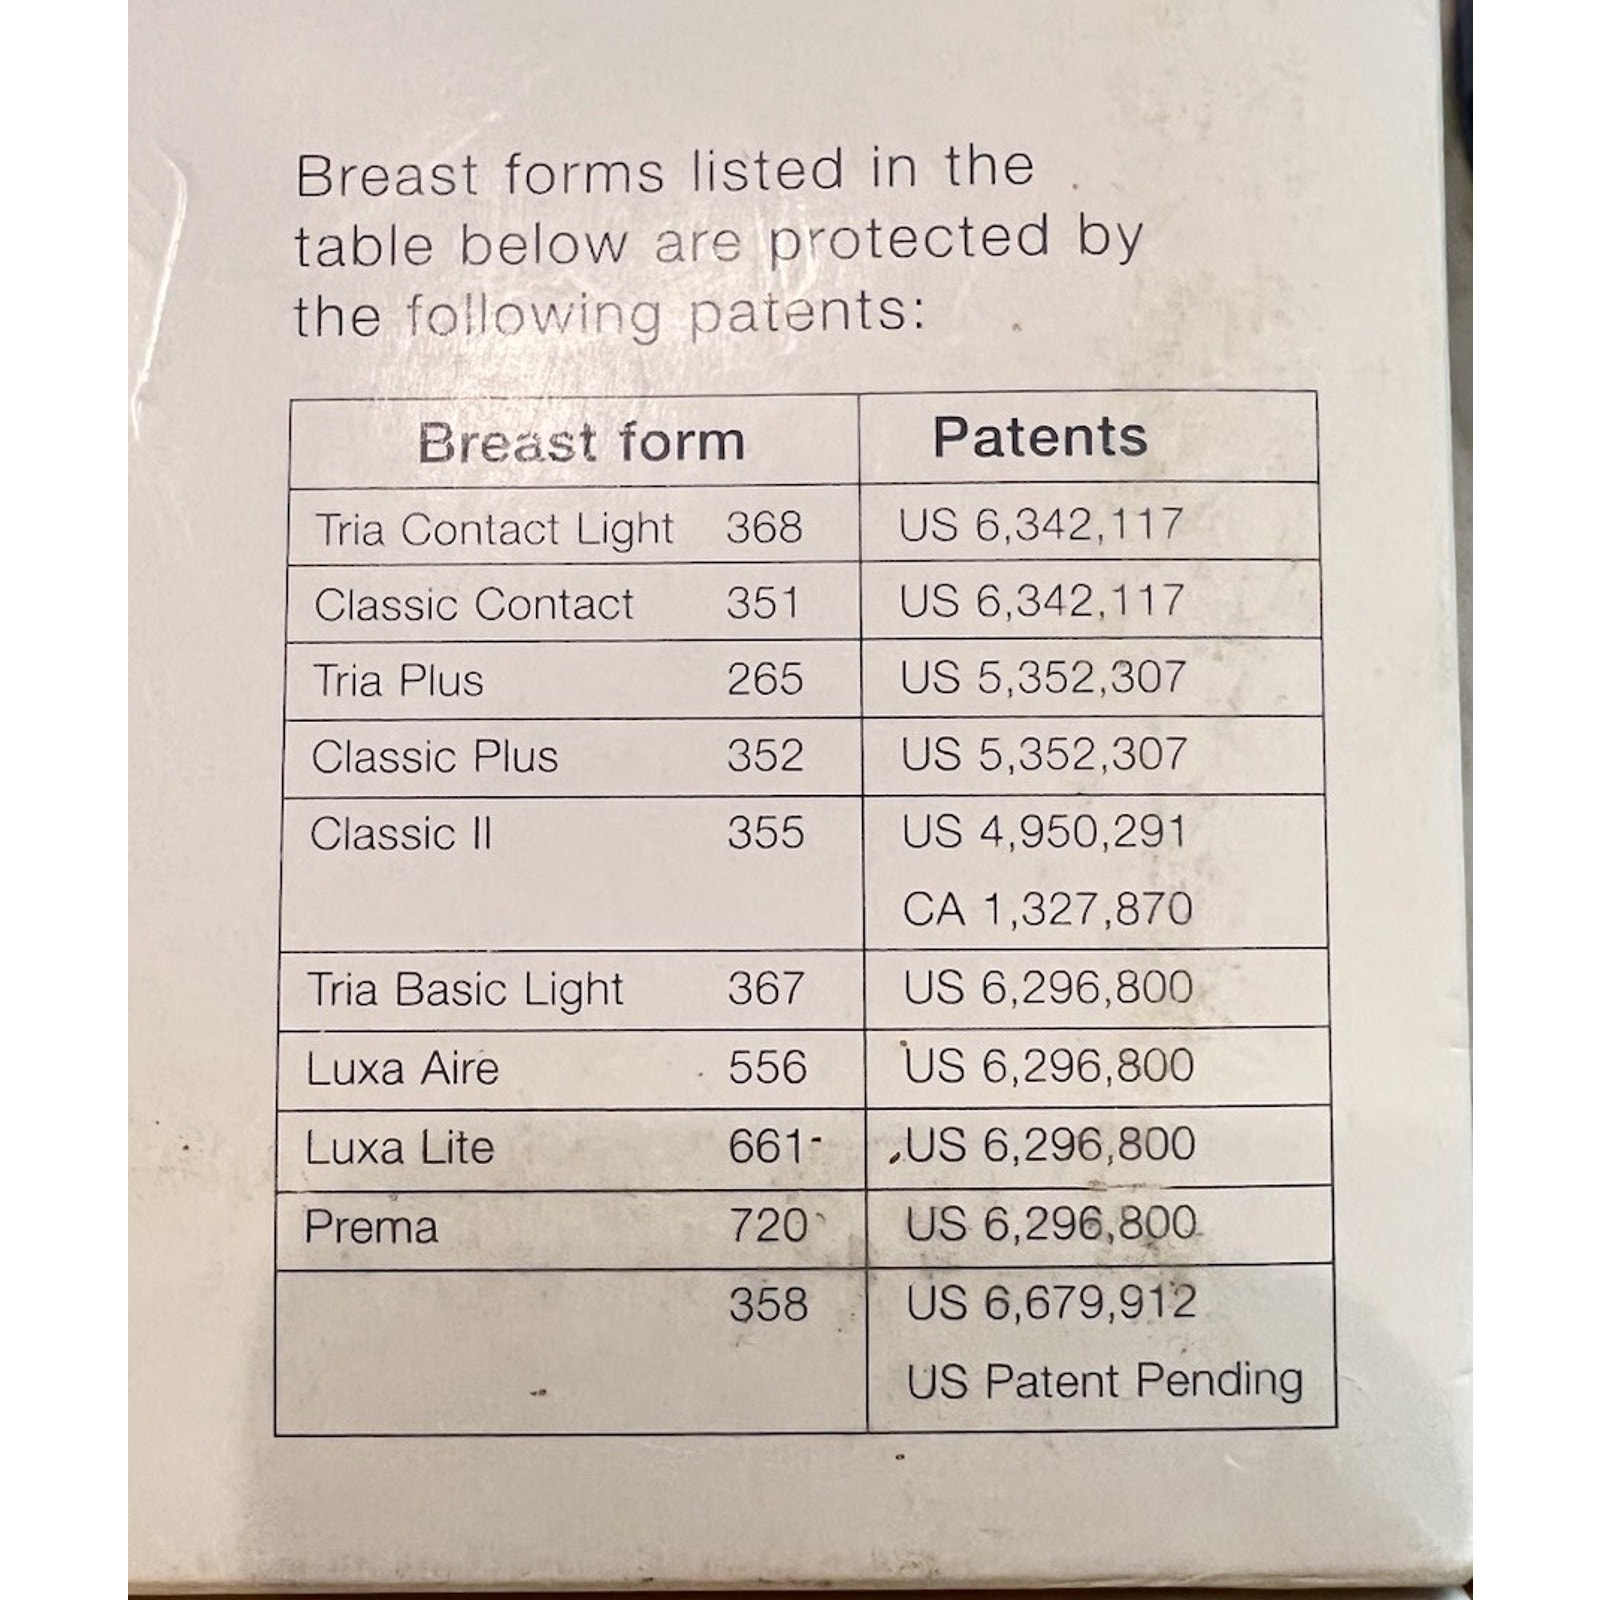 Breast forms listed in the
table below are protected by
the following patents:
Breast form Patents
Tria Contact Light 368 US 6,342,117
Classic Contact 351 US 6,342,117
Tria Plus 265 US 5,352,307
Classic Plus 352 US 5,352,307
Classic II 355 US 4,950,291
CA 1,327,870
Tria Basic Light 367 US 6,296,800
Luxa Aire 556 US 6,296,800
Luxa Lite 661 US 6,296,800
Prema 720 US 6,296,800
358 US 6,679,912
US Patent Pending